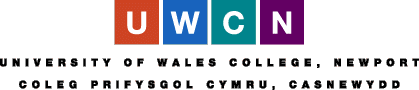 UWCN
UNIVERSITY OF WALES COLLEGE, NEWPORT
COLEG PRIFYSGOL CYMRU, CASNEWYDD